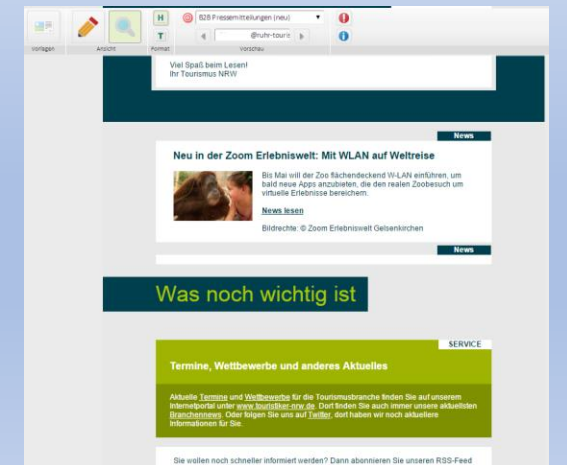 H
B2B Pressemitteilungen (neu)
T
@ruhr-touris
Vorlagen
Ansicht
Format
Vorschau
Viel Spaß beim Lesen!
Ihr Tourismus NRW
News
Neu in der Zoom Erlebniswelt: Mit WLAN auf Weltreise
Bis Mai will der Zoo flächendeckend W-LAN einführen, um
bald neue Apps anzubieten, die den realen Zoobesuch um
virtuelle Erlebnisse bereichern.
News lesen
Bildrechte: © Zoom Erlebniswelt Gelsenkirchen
News
Was noch wichtig ist
SERVICE
Termine, Wettbewerbe und anderes Aktuelles
Aktuelle Termine und Wettbewerbe für die Tourismusbranche finden Sie auf unserem
Internetportal unter www.touristiker-nrw.de. Dort finden Sie auch immer unsere aktuellsten
Branchennews. Oder folgen Sie uns auf Twitter, dort haben wir noch aktuellere
Informationen für Sie.
Sie wollen noch schneller informiert werden? Dann abonnieren Sie unseren RSS-Feed